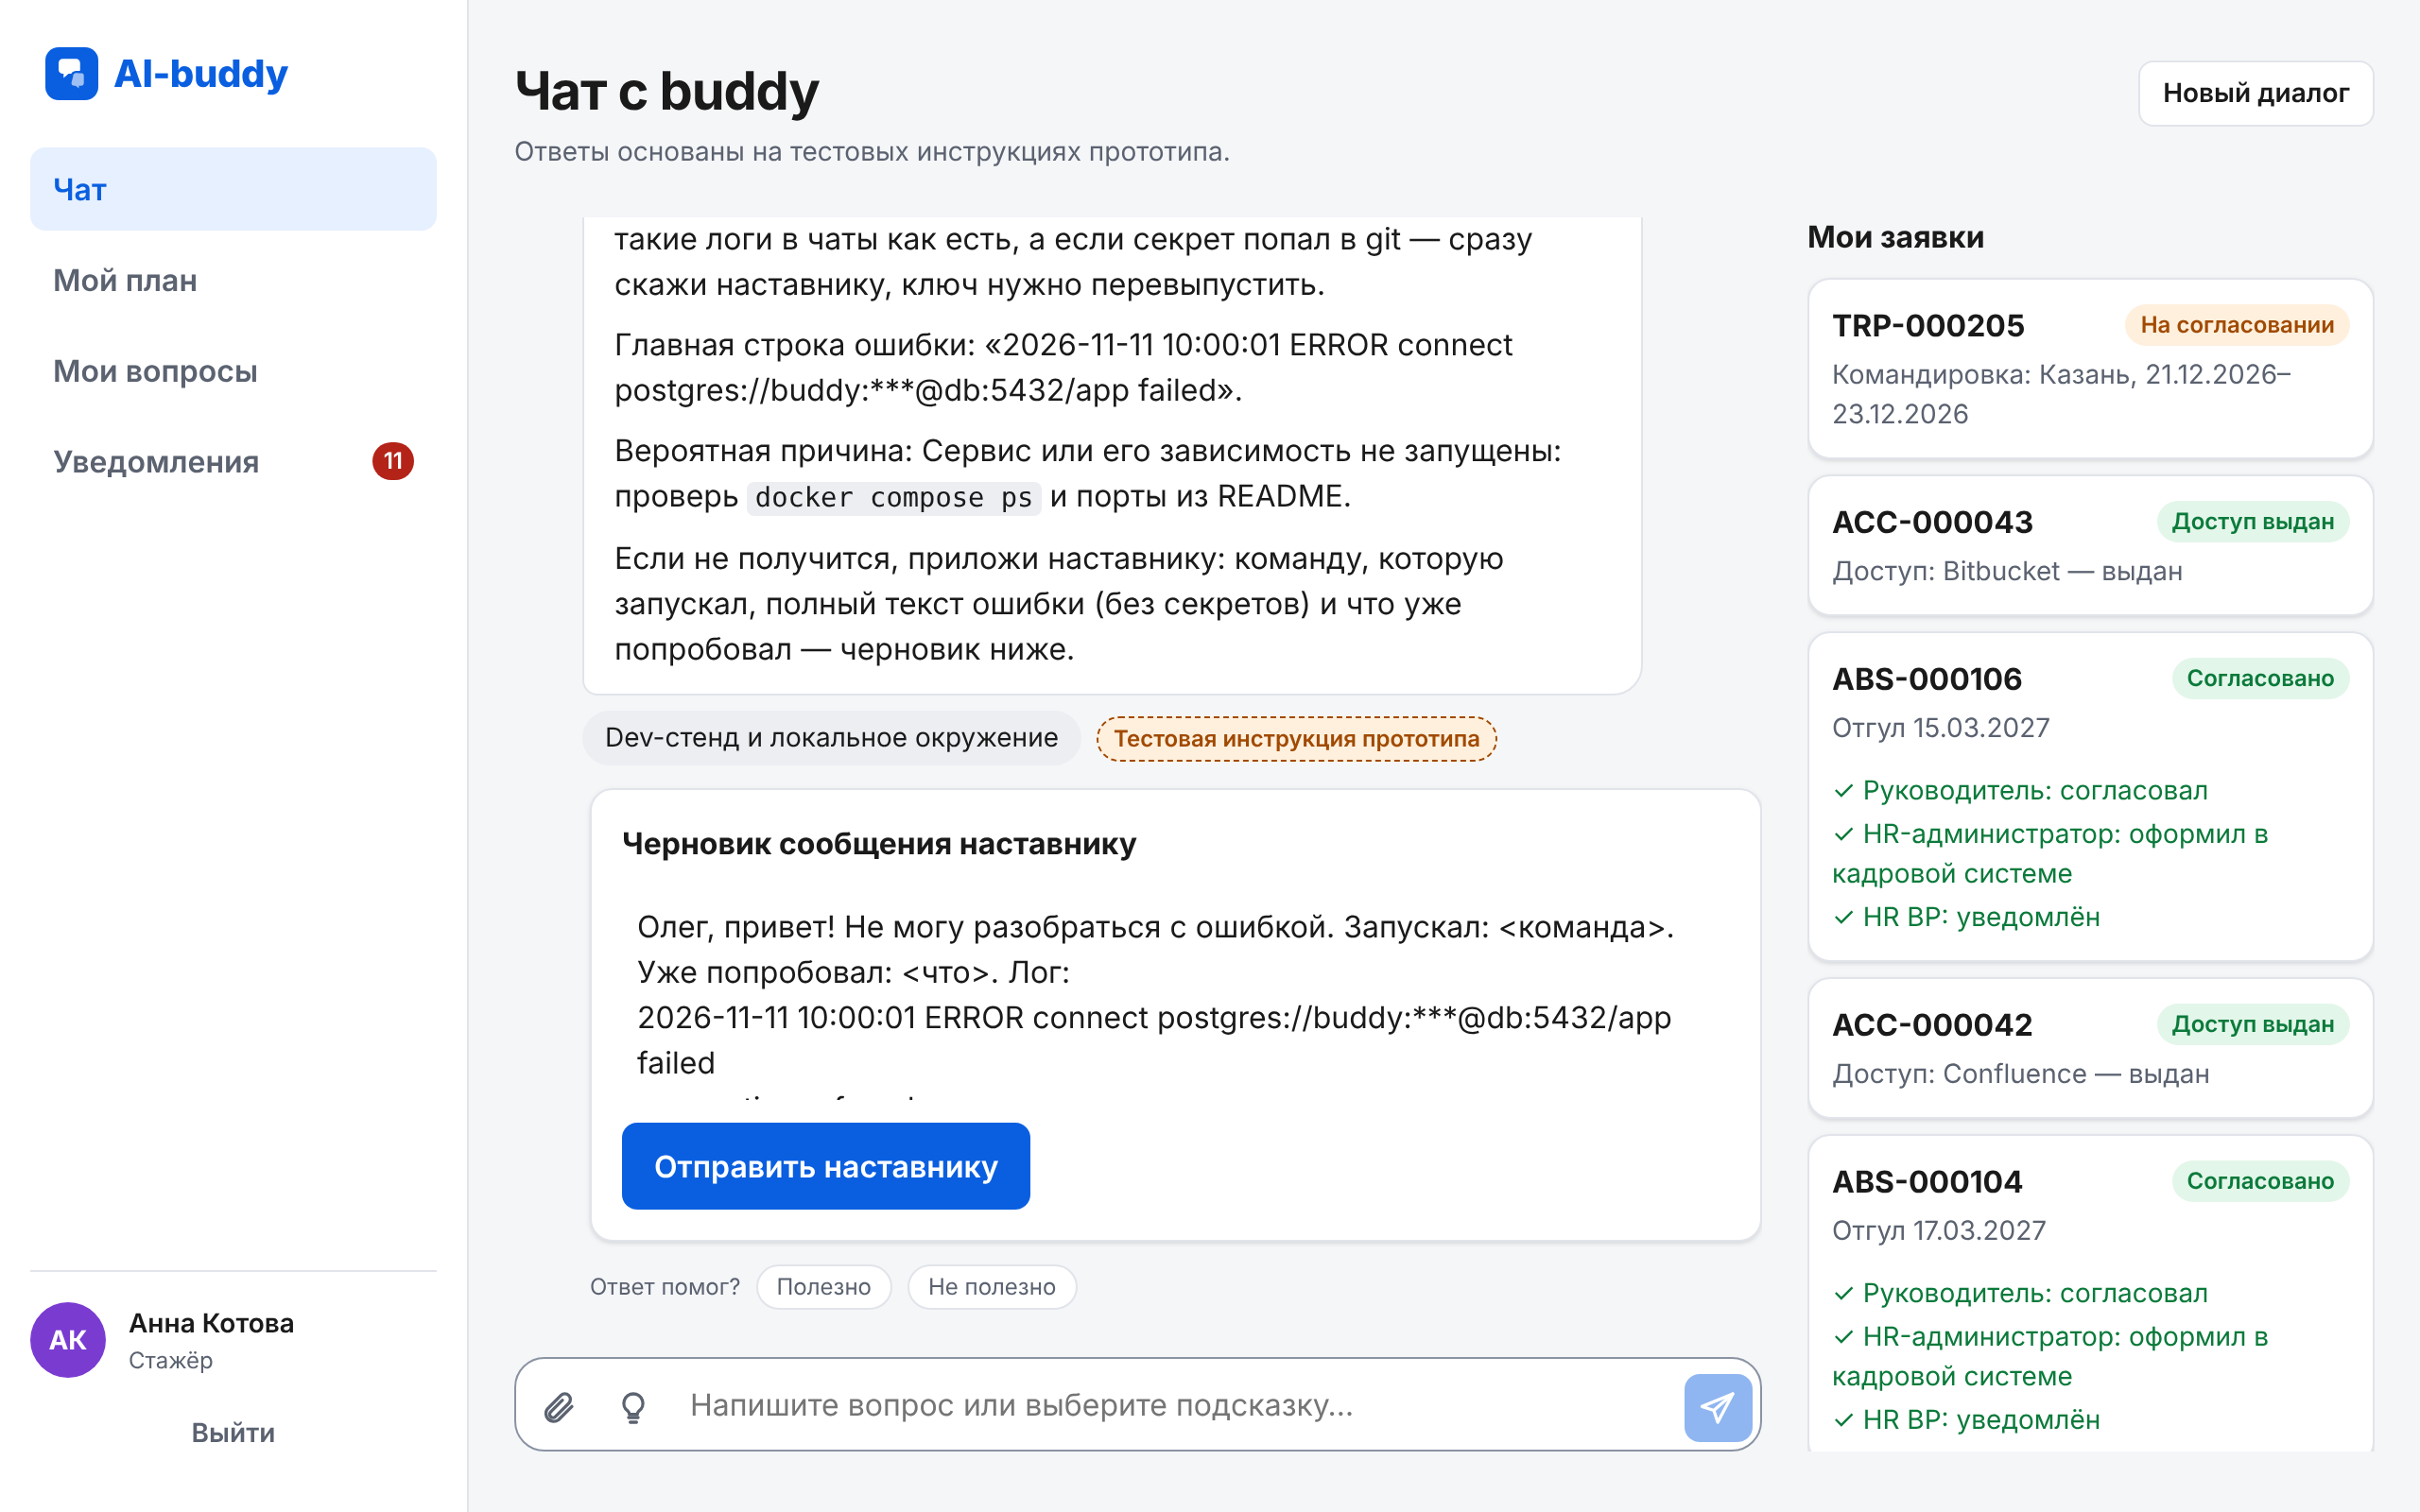 AI-buddy
Чат
Мой план
Мои вопросы
Уведомления
11
АК
Анна Котова
Стажёр
Выйти
Чат с buddy
Ответы основаны на тестовых инструкциях прототипа.
Новый диалог
такие логи в чаты как есть, а если секрет попал в git — сразу
скажи наставнику, ключ нужно перевыпустить.
Главная строка ошибки: «2026-11-11 10:00:01 ERROR connect
postgres://buddy:***@db:5432/app failed».
Вероятная причина: Сервис или его зависимость не запущены:
проверь docker compose ps и порты из README.
Если не получится, приложи наставнику: команду, которую
запускал, полный текст ошибки (без секретов) и что уже
попробовал — черновик ниже.
Dev-стенд и локальное окружение
Тестовая инструкция прототипа
Черновик сообщения наставнику
Олег, привет! Не могу разобраться с ошибкой. Запускал: <команда>.
Уже попробовал: <что>. Лог:
2026-11-11 10:00:01 ERROR connect postgres://buddy:***@db:5432/app
failed
Отправить наставнику
Ответ помог?
Полезно
Не полезно
Напишите вопрос или выберите подсказку...
Мои заявки
TRP-000205
На согласовании
Командировка: Казань, 21.12.2026–
23.12.2026
ACC-000043
Доступ выдан
Доступ: Bitbucket — выдан
ABS-000106
Согласовано
Отгул 15.03.2027
✓ Руководитель: согласовал
✓ HR-администратор: оформил в
кадровой системе
✓ HR BP: уведомлён
ACC-000042
Доступ выдан
Доступ: Confluence — выдан
ABS-000104
Согласовано
Отгул 17.03.2027
✓ Руководитель: согласовал
✓ HR-администратор: оформил в
кадровой системе
✓ HR BP: уведомлён